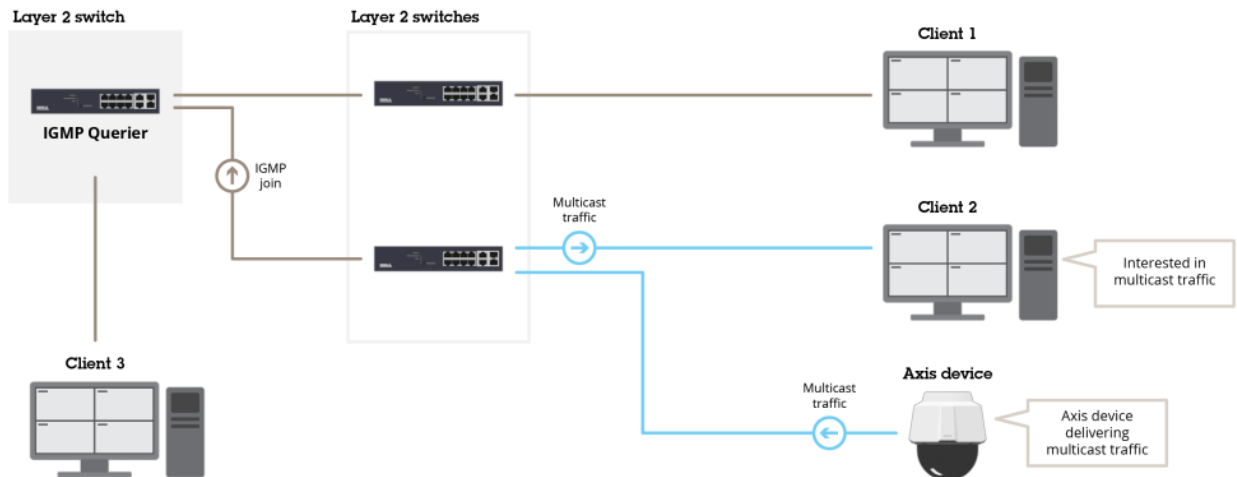 Layer 2 switch
Layer 2 switches
Client 1
IGMP Querier
IGMP
join
Multicast
traffic
Client 2
Interested in
multicast traffic
Client 3
Multicast
traffic
Axis device
Axis device
delivering
multicast traffic